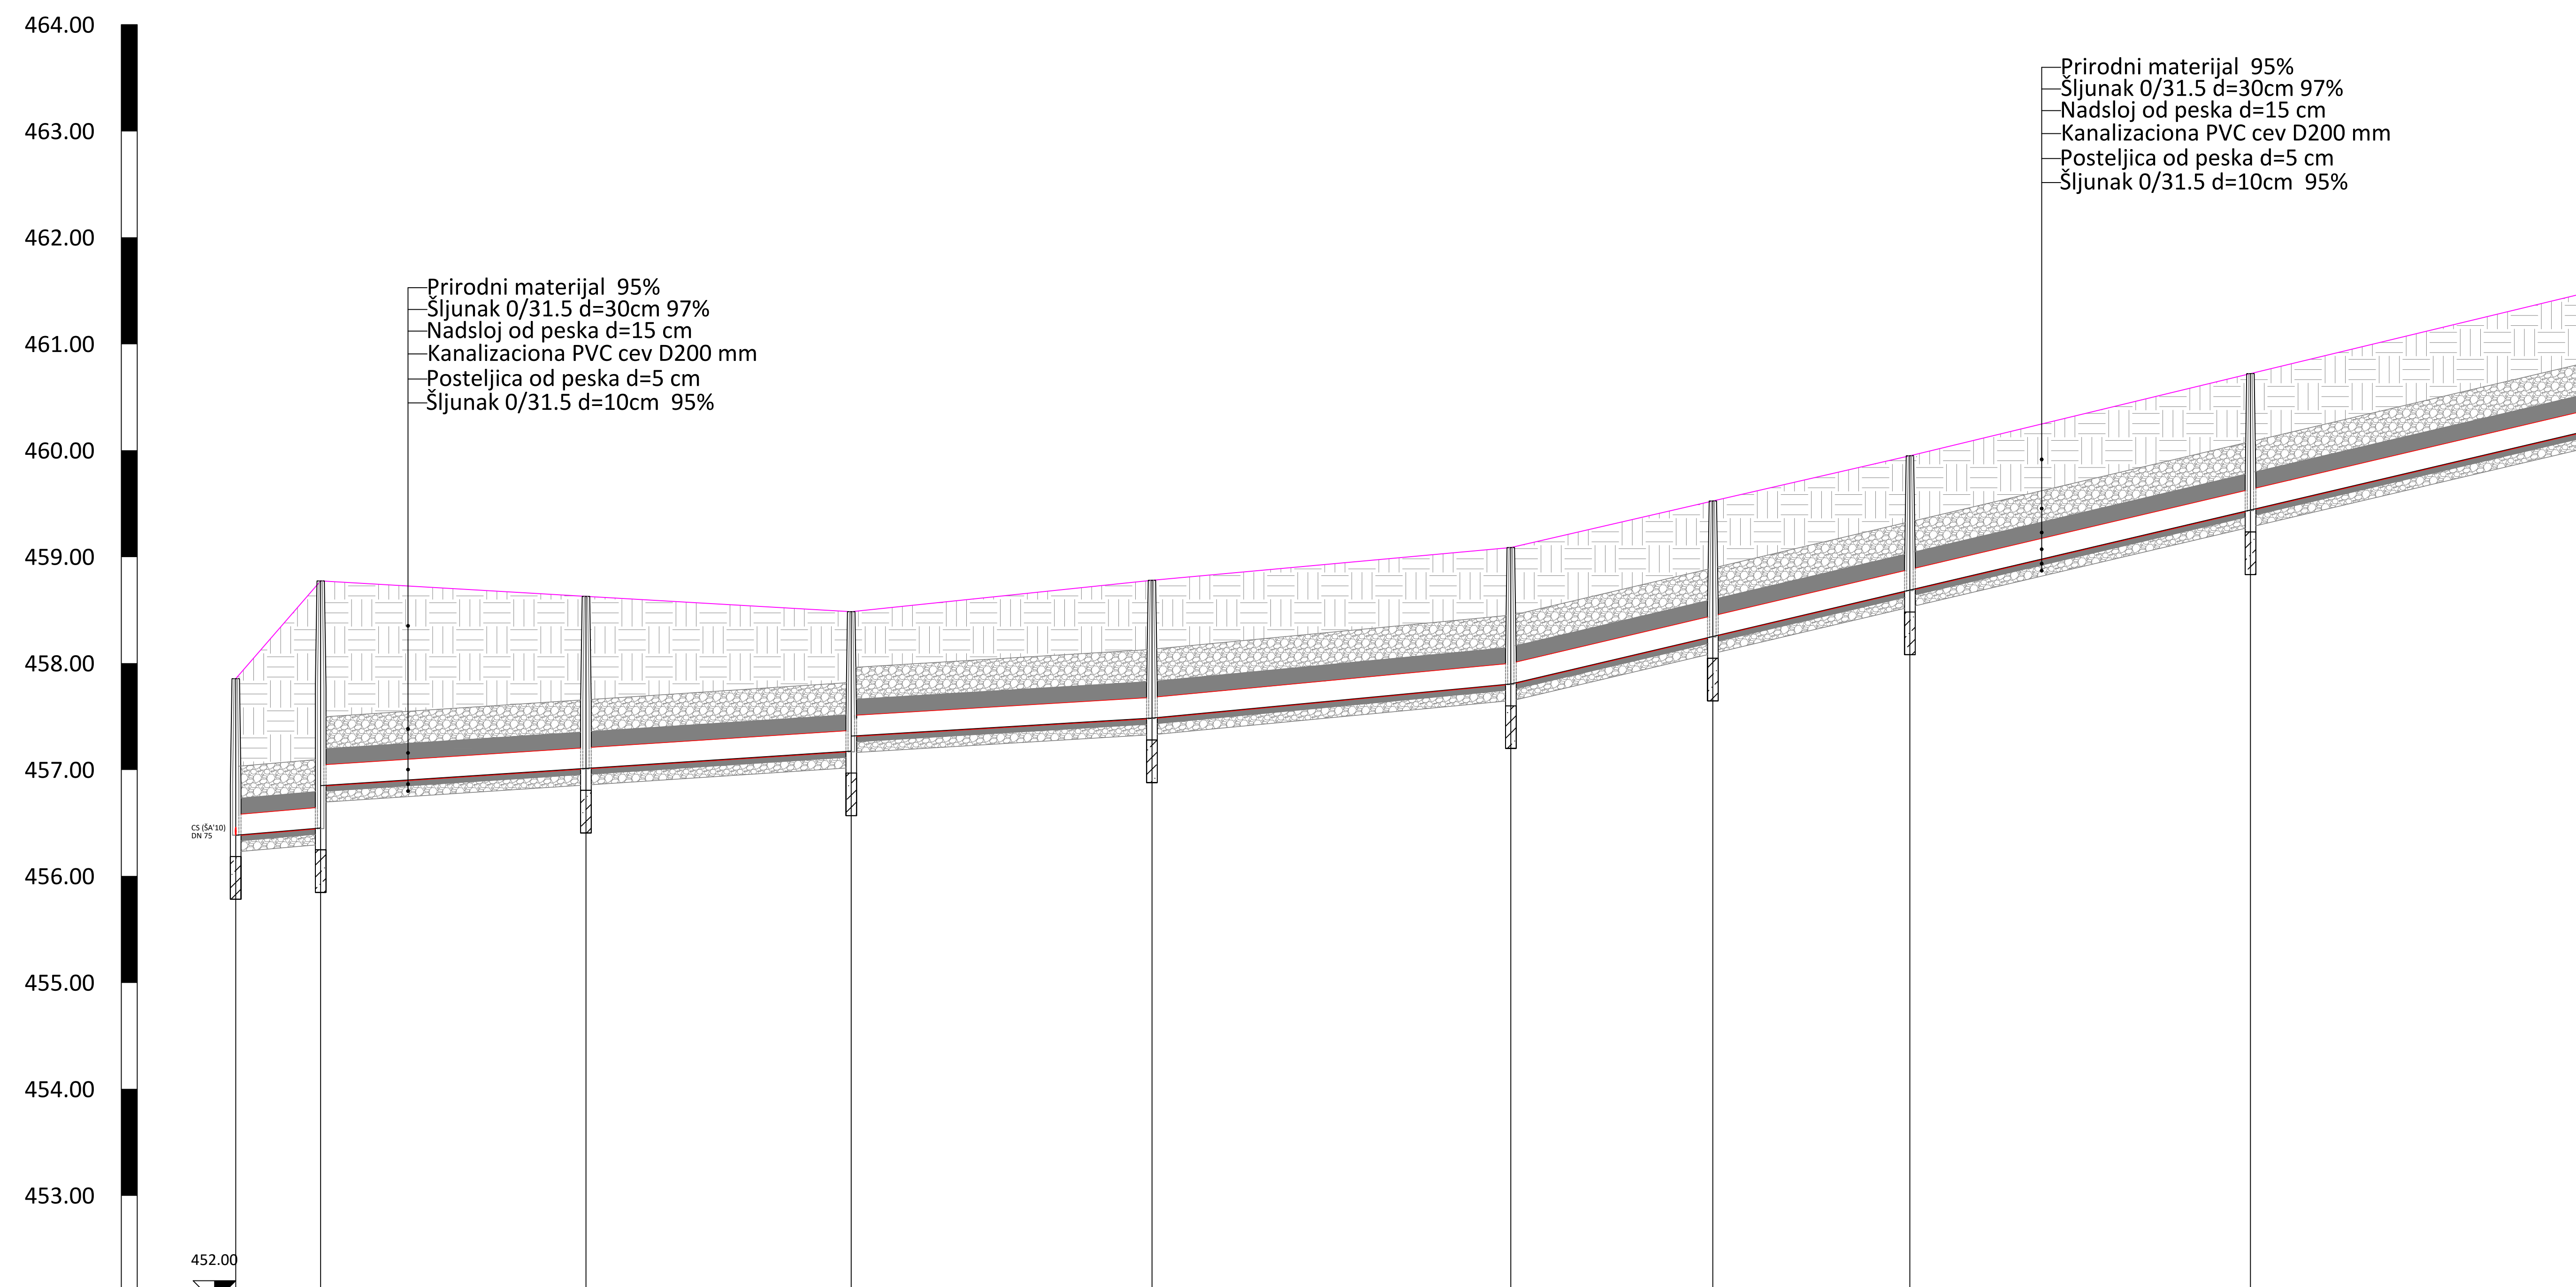 464.00
463.00
462.00
461.00
460.00
459.00
458.00
457.00
456.00
455.00
454.00
453.00
452.00
Prirodni materijal  95%
Šljunak 0/31.5 d=30cm 97%
Nadsloj od peska d=15 cm
Kanalizaciona PVC cev D200 mm
Posteljica od peska d=5 cm
Šljunak 0/31.5 d=10cm  95%
CS (ŠA'10)
DN 75
Prirodni materijal  95%
Šljunak 0/31.5 d=30cm 97%
Nadsloj od peska d=15 cm
Kanalizaciona PVC cev D200 mm
Posteljica od peska d=5 cm
Šljunak 0/31.5 d=10cm  95%